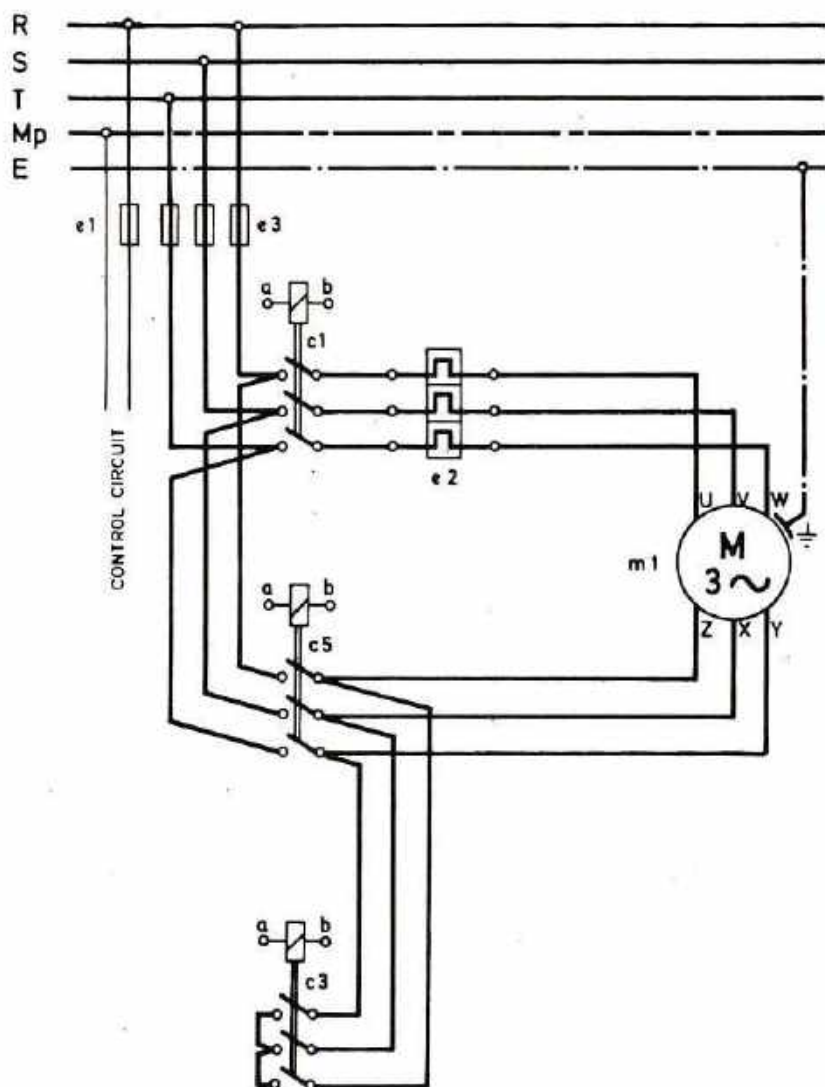 R
S
T
Mp
E
e1
e3
a b
c1
e2
CONTROL CIRCUIT
U V W
m1
M
3~
Z X Y
a b
c5
a b
c3